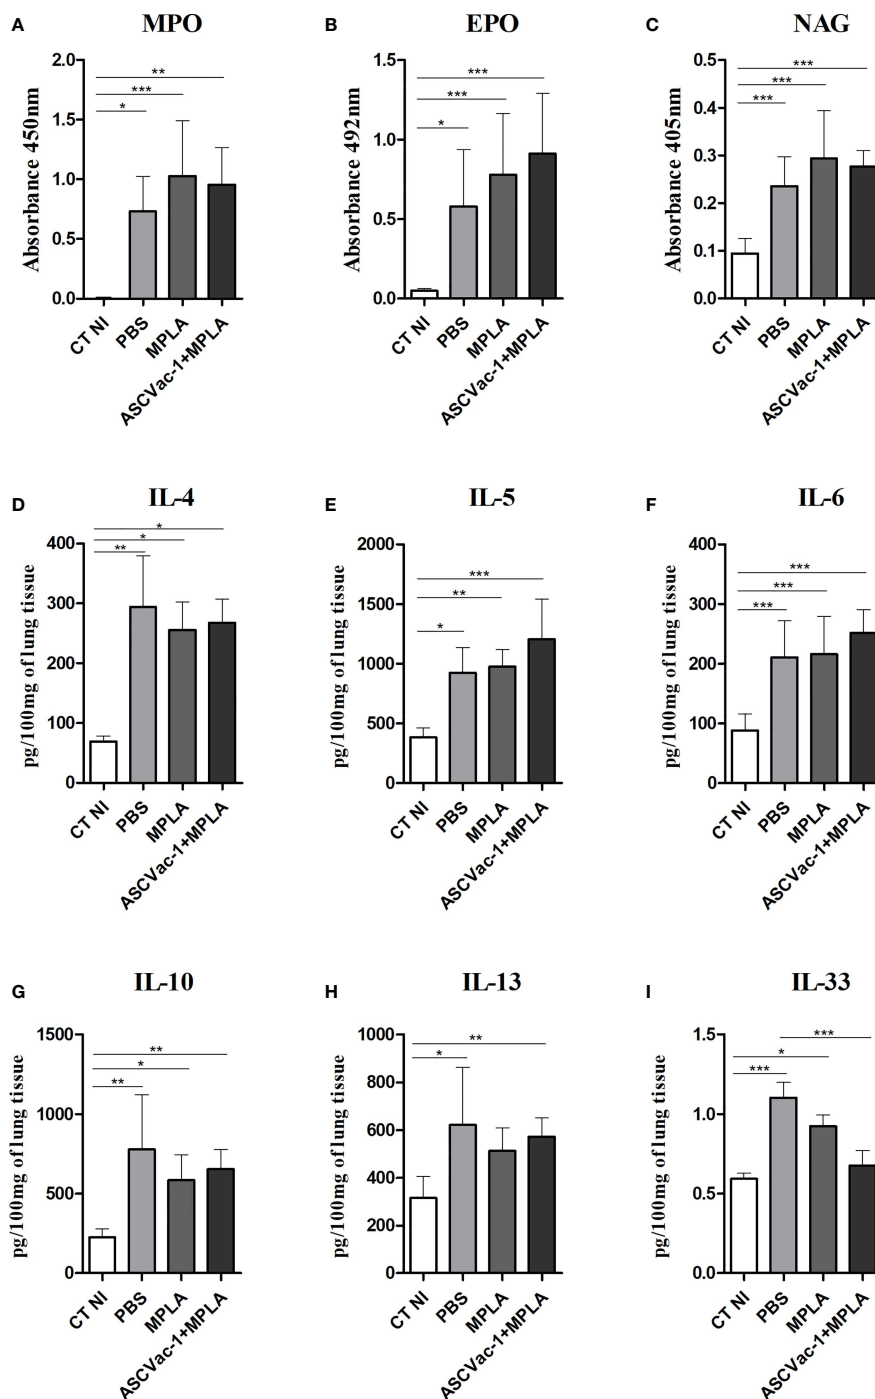 A MPO
Absorbance 450nm
2.0
1.5
1.0
0.5
0.0
**
***
*
CT NI
PBS
MPLA
ASCVac-1+MPLA
B EPO
Absorbance 492nm
1.5
1.0
0.5
0.0
***
***
*
CT NI
PBS
MPLA
ASCVac-1+MPLA
C NAG
Absorbance 405nm
0.5
0.4
0.3
0.2
0.1
0.0
***
***
***
CT NI
PBS
MPLA
ASCVac-1+MPLA
D IL-4
pg/100mg of lung tissue
400
300
200
100
0
*
*
**
CT NI
PBS
MPLA
ASCVac-1+MPLA
E IL-5
pg/100mg of lung tissue
2000
1500
1000
500
0
***
**
*
CT NI
PBS
MPLA
ASCVac-1+MPLA
F IL-6
pg/100mg of lung tissue
400
300
200
100
0
***
***
***
CT NI
PBS
MPLA
ASCVac-1+MPLA
G IL-10
pg/100mg of lung tissue
1500
1000
500
0
**
*
**
CT NI
PBS
MPLA
ASCVac-1+MPLA
H IL-13
pg/100mg of lung tissue
1000
800
600
400
200
0
**
*
CT NI
PBS
MPLA
ASCVac-1+MPLA
I IL-33
pg/100mg of lung tissue
1.5
1.0
0.5
0.0
***
*
***
CT NI
PBS
MPLA
ASCVac-1+MPLA